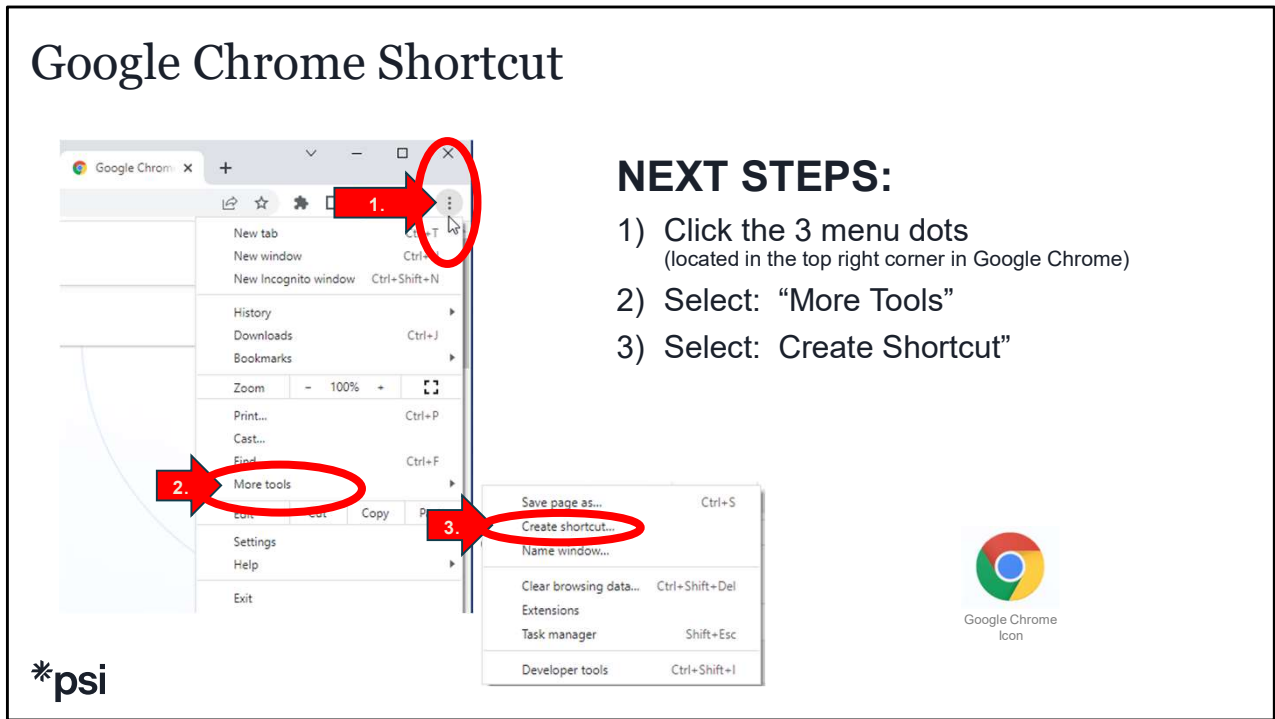 Google Chrome Shortcut
Google Chrom
1.
New tab
New window
New Incognito window Ctrl+Shift+N
History
Downloads Ctrl+J
Bookmarks
Zoom - 100% +
Print... Ctrl+P
Cast...
Find Ctrl+F
2.
More tools
Copy
3.
Settings
Help
Exit
Save page as... Ctrl+S
Create shortcut...
Name window...
Clear browsing data... Ctrl+Shift+Del
Extensions
Task manager Shift+Esc
Developer tools Ctrl+Shift+I
NEXT STEPS:
1) Click the 3 menu dots
(located in the top right corner in Google Chrome)
2) Select: “More Tools”
3) Select: Create Shortcut”
Google Chrome
Icon
*psi